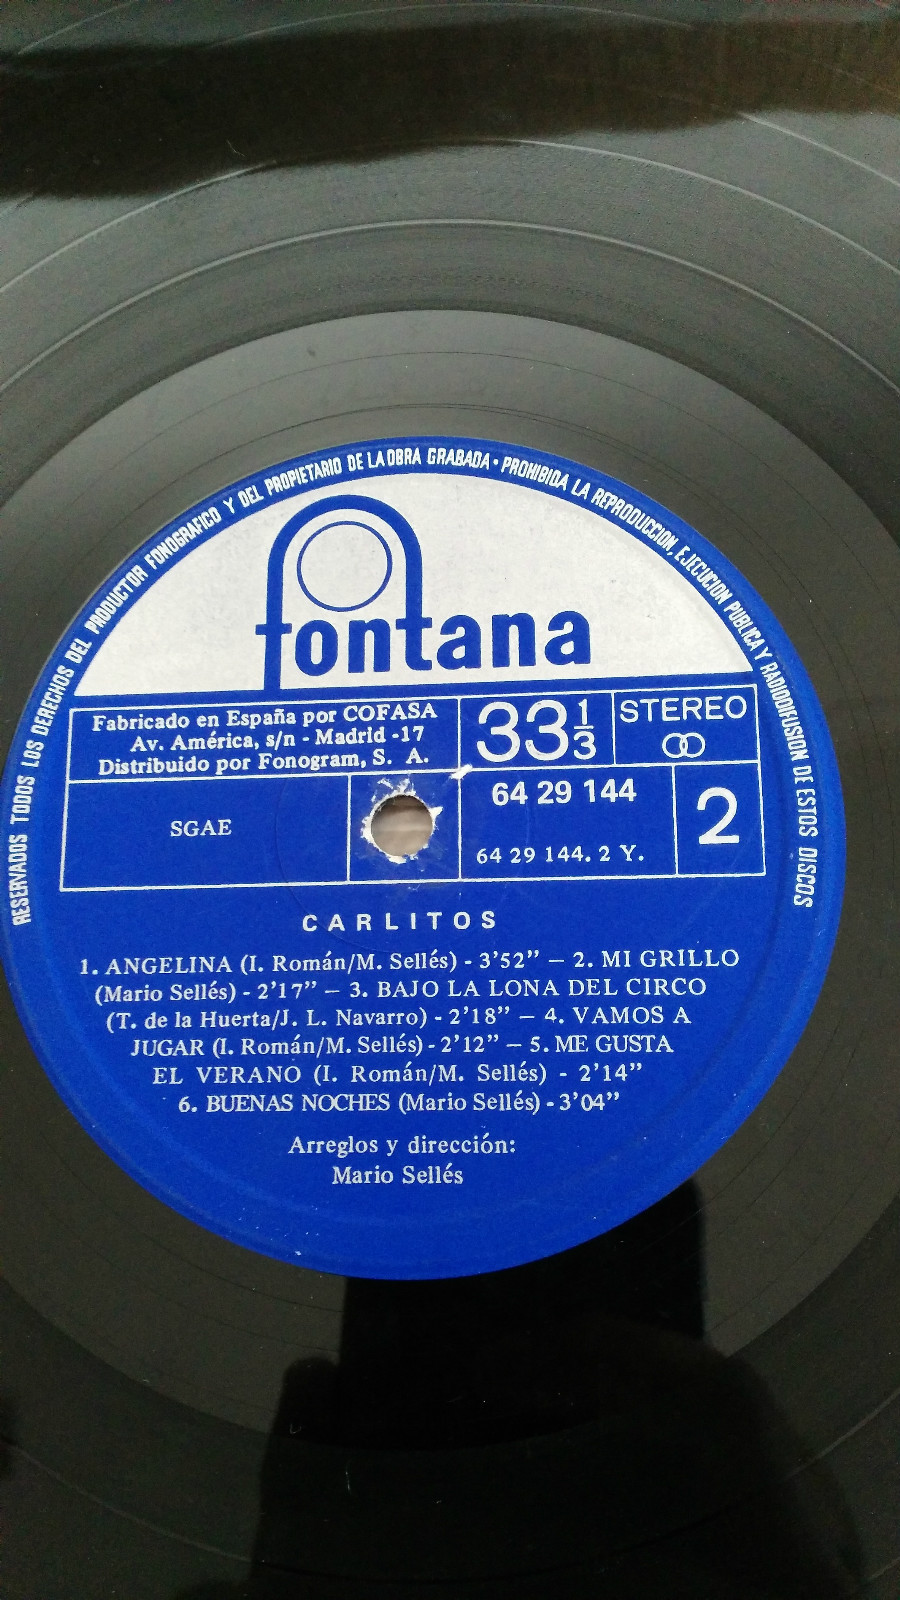 RESERVADOS TODOS LOS DERECHOS DEL PRODUCTOR FONOGRAFICO Y DEL PROPIETARIO DE LA OBRA GRABADA • PROHIBIDA LA REPRODUCCION, EJECUCION PUBLICA Y RADIODIFUSION DE ESTOS DISCOS
fontana
Fabricado en España por COFASA
Av. América, s/n - Madrid -17
Distribuido por Fonogram, S. A.
33 1/3
STEREO
SGAE
64 29 144
64 29 144. 2 Y.
2
CARLITOS
1. ANGELINA (I. Román/M. Sellés) - 3’52” — 2. MI GRILLO
(Mario Sellés) - 2’17” — 3. BAJO LA LONA DEL CIRCO
(T. de la Huerta/J. L. Navarro) - 2’18” — 4. VAMOS A
JUGAR (I. Román/M. Sellés) - 2’12” — 5. ME GUSTA
EL VERANO (I. Román/M. Sellés) - 2’14”
6. BUENAS NOCHES (Mario Sellés) - 3’04”
Arreglos y dirección:
Mario Sellés